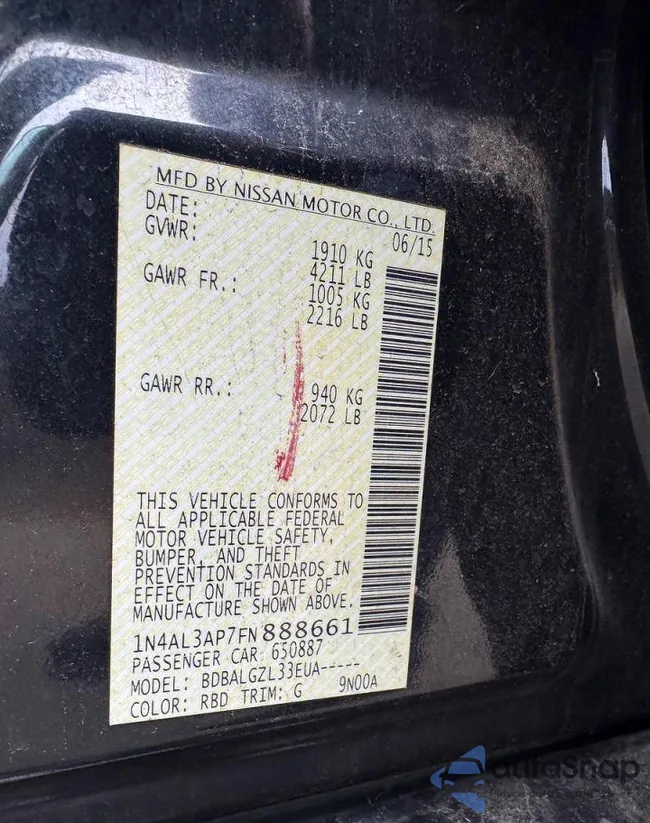 MFD BY NISSAN MOTOR CO., LTD.
DATE: 06/15
GVWR: 1910 KG
4211 LB
GAWR FR.: 1005 KG
2216 LB
GAWR RR.: 940 KG
2072 LB
THIS VEHICLE CONFORMS TO
ALL APPLICABLE FEDERAL
MOTOR VEHICLE SAFETY,
BUMPER, AND THEFT
PREVENTION STANDARDS IN
EFFECT ON THE DATE OF
MANUFACTURE SHOWN ABOVE.
1N4AL3AP7FN888661
PASSENGER CAR 650887
MODEL: BDBALGZL33EUA-----
COLOR: RBD TRIM: G 9N00A